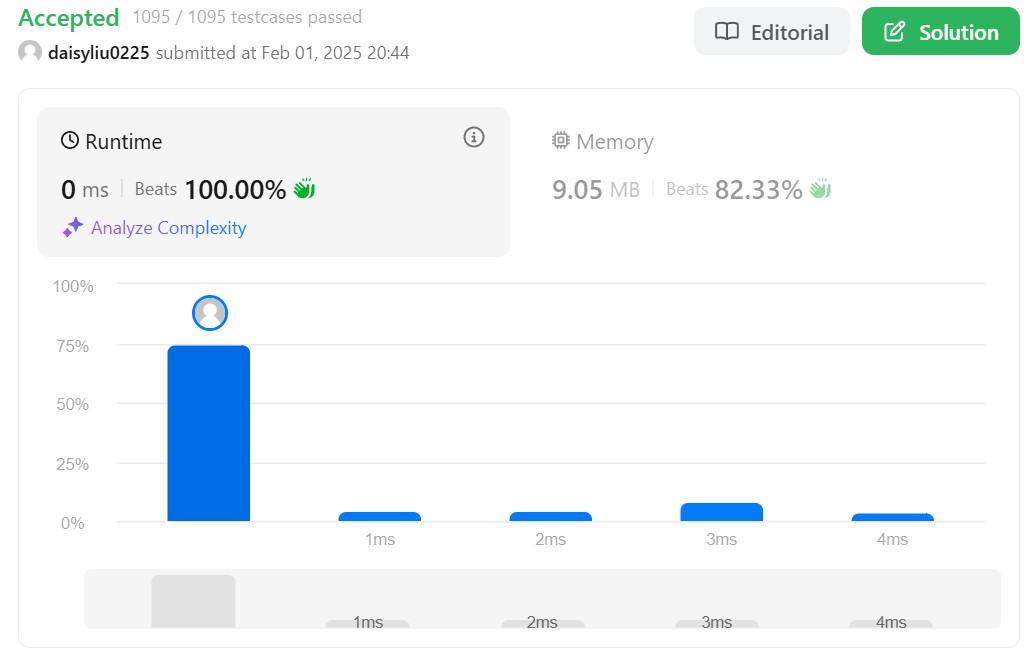 Accepted 1095 / 1095 testcases passed
Editorial
Solution
daisyliu0225 submitted at Feb 01, 2025 20:44
Runtime
0 ms Beats 100.00%
Analyze Complexity
Memory
9.05 MB Beats 82.33%
100%
75%
50%
25%
0%
1ms 2ms 3ms 4ms
1ms 2ms 3ms 4ms